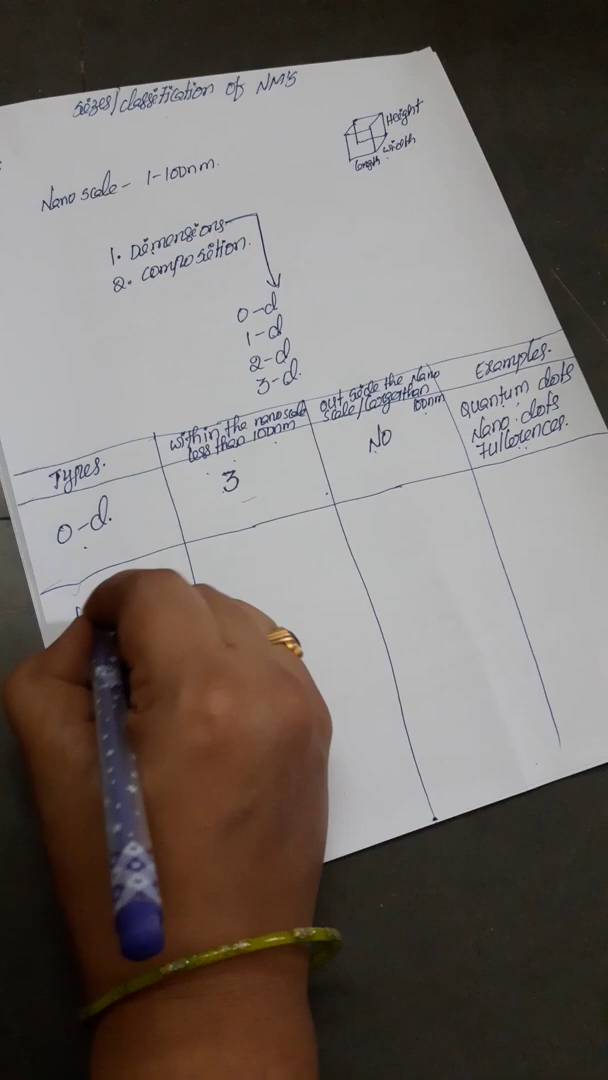 sizes/classification of NM's
Height
width
length
Nano scale - 1-100nm.
1. Dimensions
2. composition.
0-d
1-d
2-d
3-d.
Types.
within the nanoscale
less than 100nm
out side the Nano
scale/larger than
100nm
Examples.
0-d.
3
NO
Quantum dots
Nano dots
Fullerences.